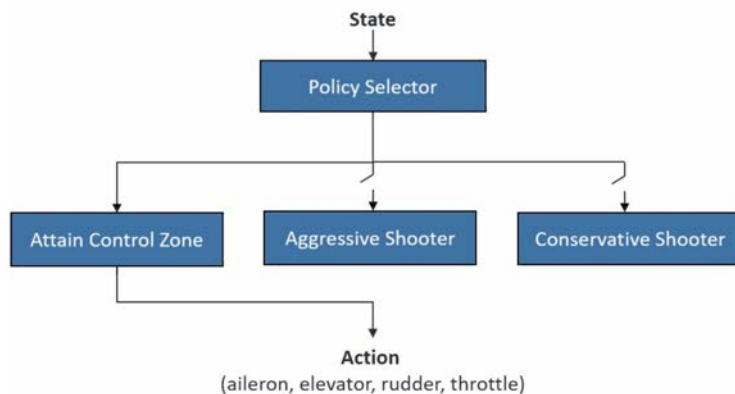 State
Policy Selector
Attain Control Zone
Aggressive Shooter
Conservative Shooter
Action
(aileron, elevator, rudder, throttle)